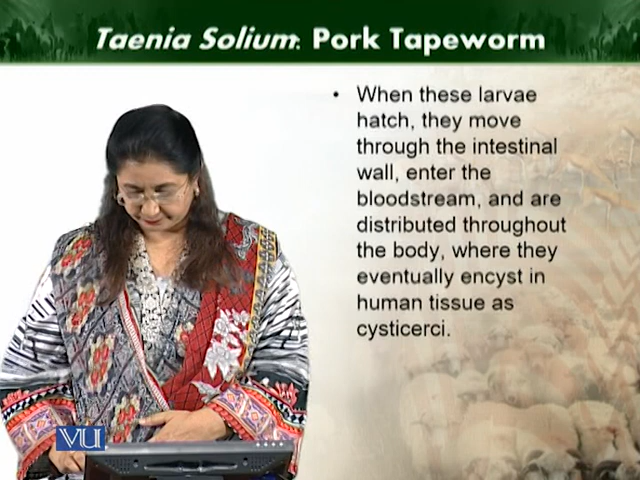 Taenia Solium: Pork Tapeworm
• When these larvae
hatch, they move
through the intestinal
wall, enter the
bloodstream, and are
distributed throughout
the body, where they
eventually encyst in
human tissue as
cysticerci.
VU